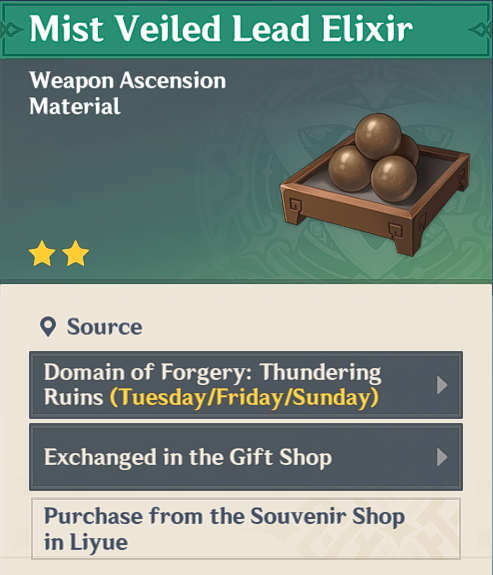 Mist Veiled Lead Elixir
Weapon Ascension
Material
Source
Domain of Forgery: Thundering
Ruins (Tuesday/Friday/Sunday)
Exchanged in the Gift Shop
Purchase from the Souvenir Shop
in Liyue